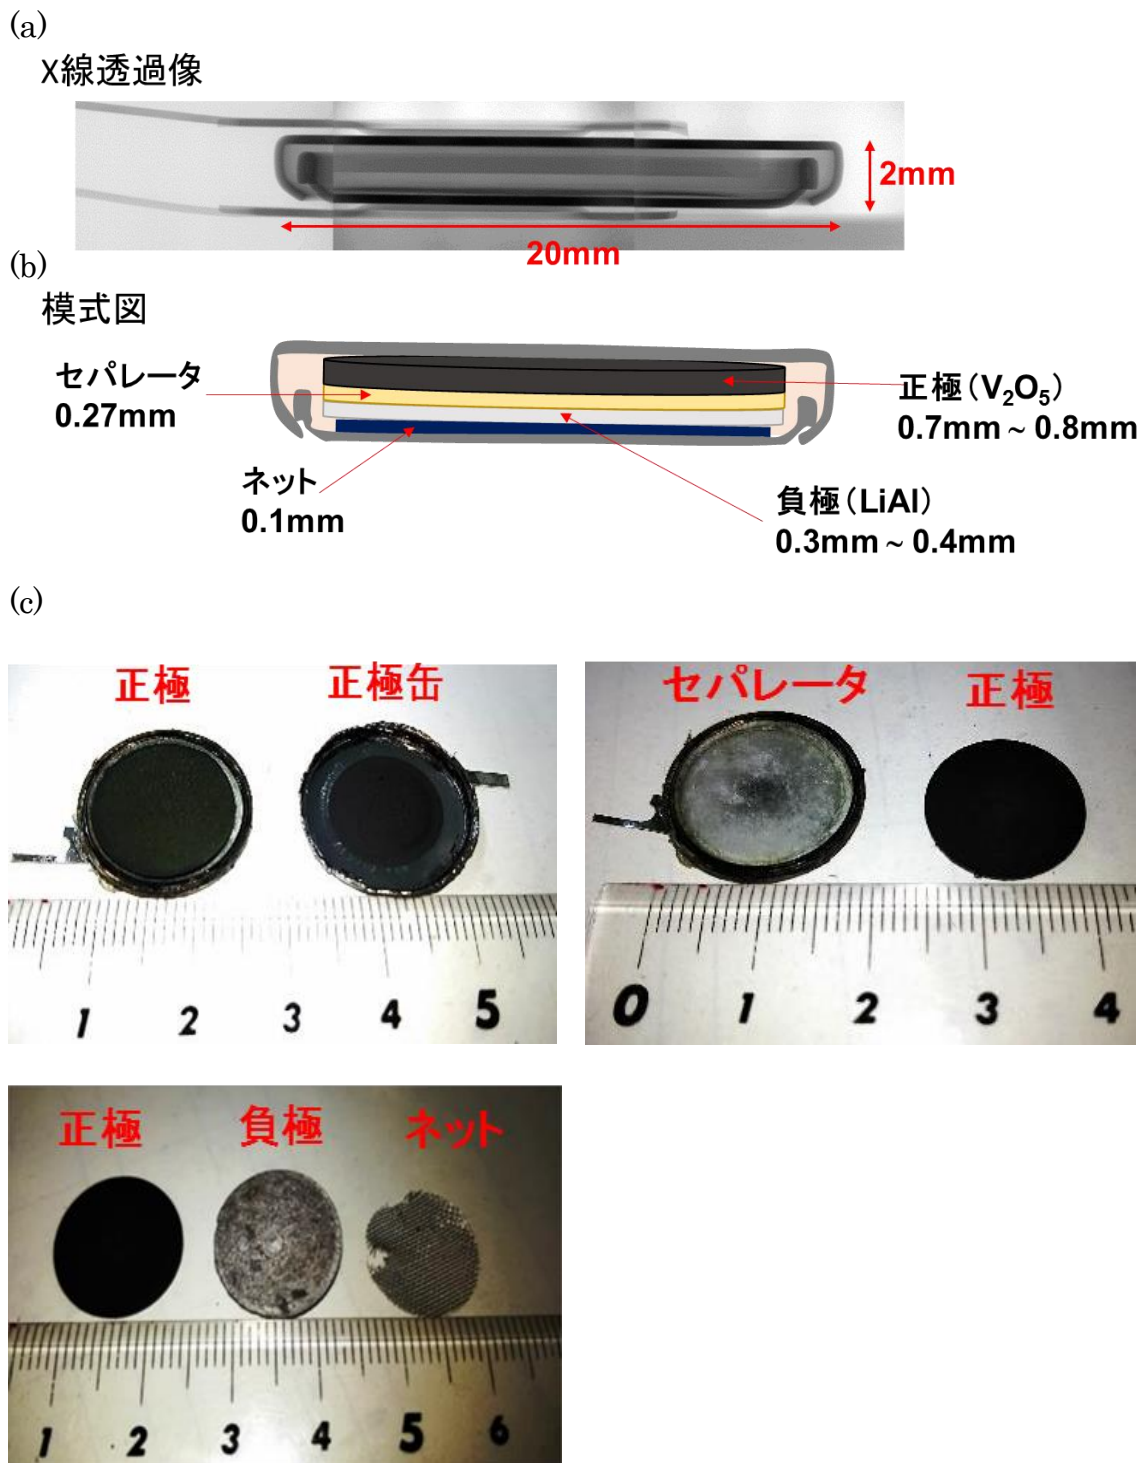 (a)
X線透過像
2mm
20mm
(b)
模式図
セパレータ
0.27mm
正極（V₂O₅）
0.7mm ~ 0.8mm
ネット
0.1mm
負極（LiAl）
0.3mm ~ 0.4mm
(c)
正極 正極缶
1 2 3 4 5
セパレータ 正極
0 1 2 3 4
正極 負極 ネット
1 2 3 4 5 6